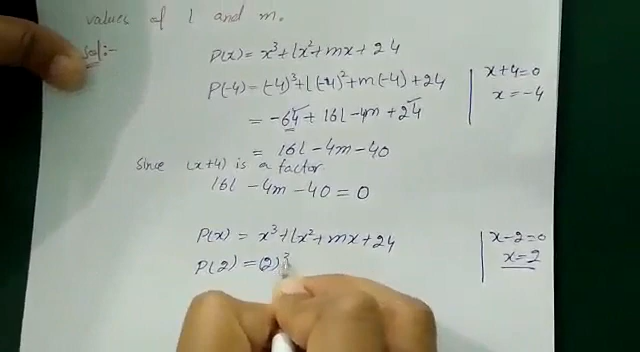 values of l and m.
Sol:-
P(x) = x³ + lx² + mx + 24
P(-4) = (-4)³ + l(-4)² + m(-4) + 24
= -64 + 16l - 4m + 24
= 16l - 4m - 40
x+4=0
x=-4
Since (x+4) is a factor.
16l - 4m - 40 = 0
P(x) = x³ + lx² + mx + 24
P(2) = (2)³
x-2=0
x=2